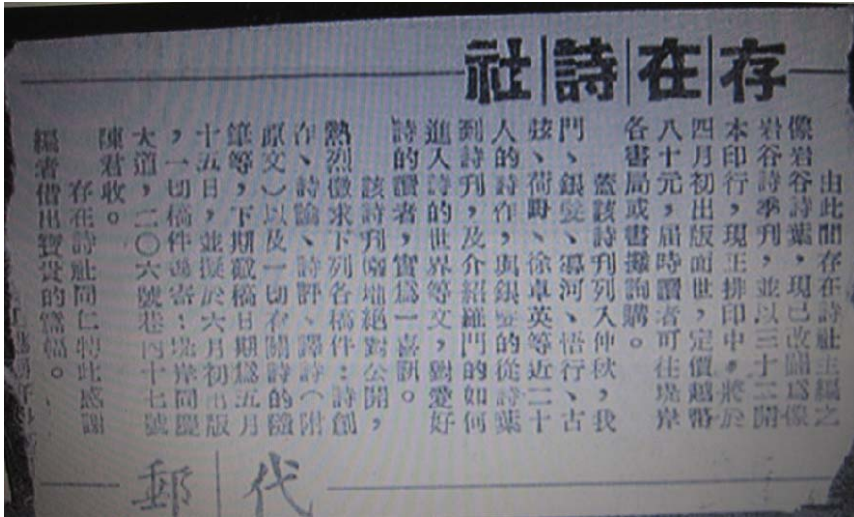 存在詩社
由此間存在詩社主編之
像岩谷詩葉,現已改闢為像
岩谷詩季刊,並以三十二開
本印行,現正排印中,將於
四月初出版面世,定價越幣
八十元,屆時讀者可往堤岸
各書局或書攤詢購。
蓋該詩刊列入仲秋、我
門、銀髮、馮河、悟行、古
弦、荷野、徐卓英等近二十
人的詩作,與銀髮的從詩葉
到詩刊,及介紹羅門的如何
進入詩的世界等文,對愛好
詩的讀者,實為一喜訊。
該詩刊園地絕對公開,
熱烈徵求下列各稿件:詩創
作、詩論、詩評、譯詩(附
原文)以及一切有關詩的隨
筆等,下期截稿日期為五月
十五日,並擬於六月初出版
,一切稿件逕寄:堤岸同慶
大道,二〇六號巷內十七號
陳君收。
存在詩社同仁特此感謝
編者借出寶貴的篇幅。
代郵